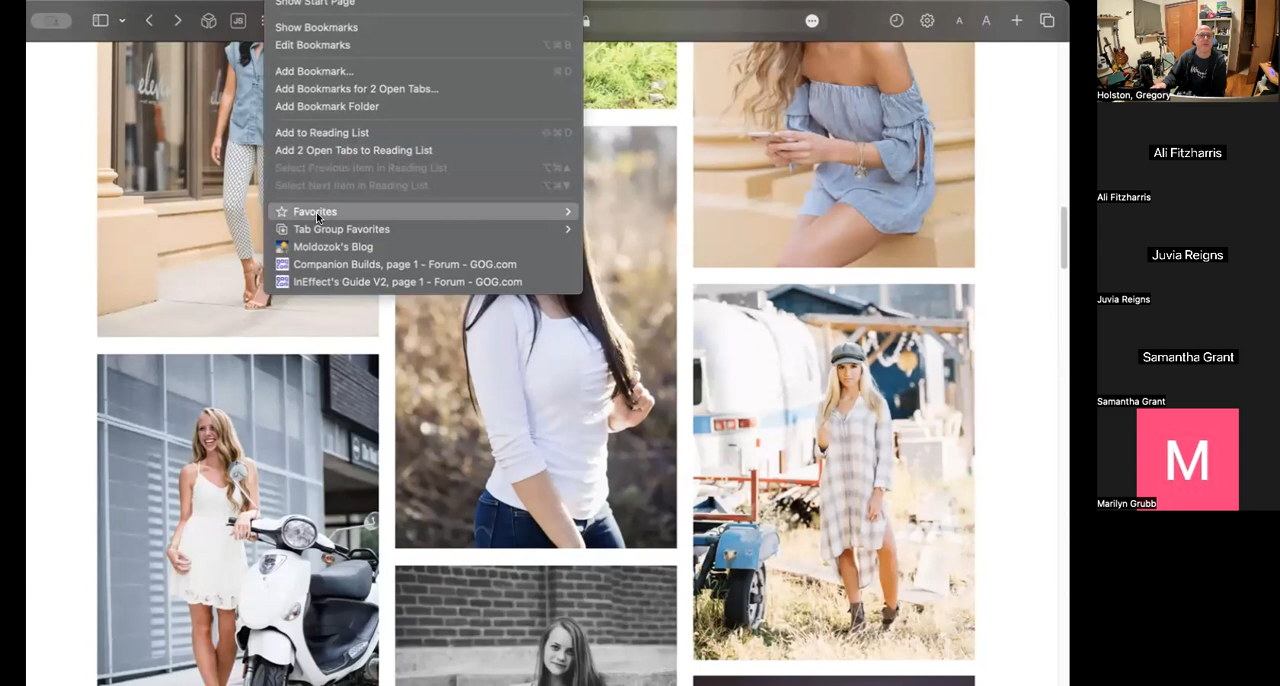 JS
A
A
Show Start Page
Show Bookmarks
Edit Bookmarks ⌥⌘B
Add Bookmark... ⌘D
Add Bookmarks for 2 Open Tabs...
Add Bookmark Folder
Add to Reading List ⇧⌘D
Add 2 Open Tabs to Reading List
Select Previous Item in Reading List ⌥⌘▲
Select Next Item in Reading List ⌥⌘▼
Favorites
Tab Group Favorites
Moldozok's Blog
Companion Builds, page 1 - Forum - GOG.com
InEffect's Guide V2, page 1 - Forum - GOG.com
Holston, Gregory
Ali Fitzharris
Ali Fitzharris
Juvia Reigns
Juvia Reigns
Samantha Grant
Samantha Grant
M
Marilyn Grubb